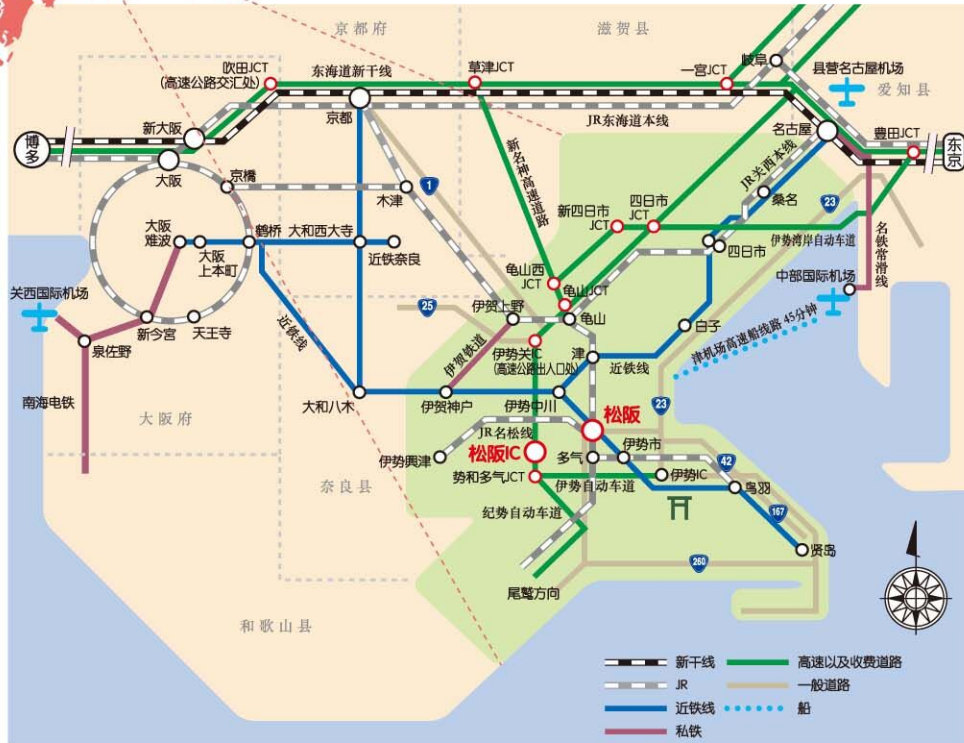 京都府
滋贺县
岐阜
吹田JCT
(高速公路交汇处)
东海道新干线
草津JCT
一宫JCT
县营名古屋机场
爱知县
新大阪
京都
JR东海道本线
名古屋
豊田JCT
博多
东京
大阪
京橋
木津
1
新名神高速道路
JR关西本线
桑名
23
大阪
难波
大阪
上本町
鹤桥
大和西大寺
近铁奈良
新四日市
JCT
四日市
JCT
四日市
伊势湾岸自动车道
名铁常滑线
关西国际机场
亀山西
JCT
亀山JCT
中部国际机场
25
伊贺上野
亀山
白子
津机场高速船线路 45分钟
新今宫
天王寺
泉佐野
近铁线
伊贺铁道
伊势关IC
(高速公路出入口处)
津
近铁线
南海电铁
大和八木
伊贺神户
伊势中川
23
大阪府
松阪
JR名松线
伊势興津
松阪IC
多气
伊势市
42
奈良县
势和多气JCT
伊势自动车道
伊势IC
鸟羽
纪势自动车道
167
贤岛
260
尾鹫方向
和歌山县
新干线
高速以及收费道路
JR
一般道路
近铁线
船
私铁